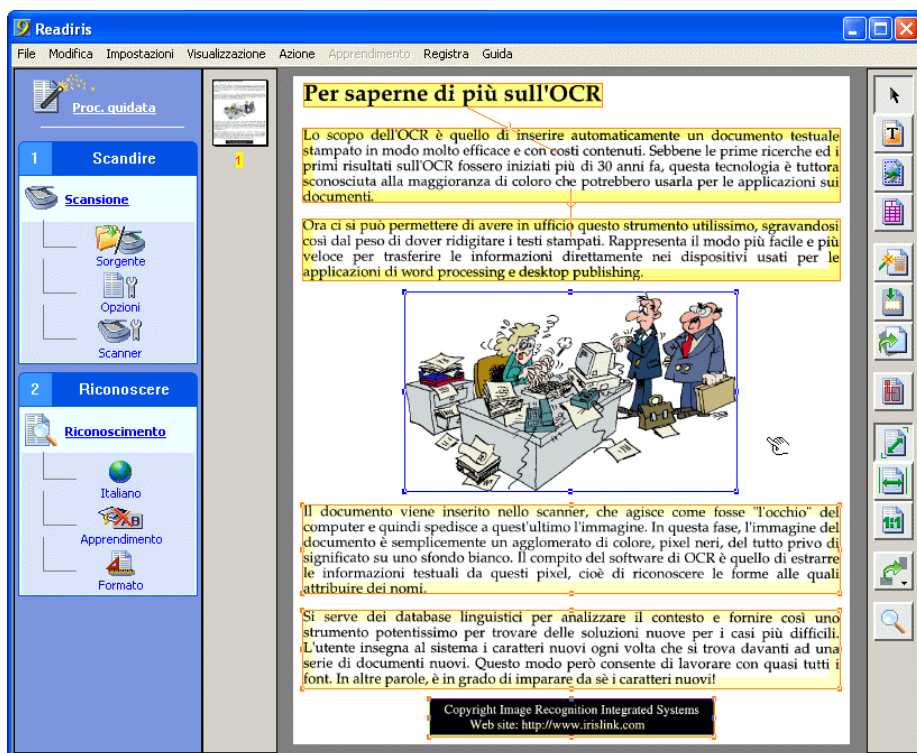 Readiris
File Modifica Impostazioni Visualizzazione Azione Apprendimento Registra Guida
Proc. guidata
1 Scandire
Scansione
Sorgente
Opzioni
Scanner
2 Riconoscere
Riconoscimento
Italiano
Apprendimento
Formato
1
Per saperne di più sull'OCR
Lo scopo dell'OCR è quello di inserire automaticamente un documento testuale
stampato in modo molto efficace e con costi contenuti. Sebbene le prime ricerche ed i
primi risultati sull'OCR fossero iniziati più di 30 anni fa, questa tecnologia è tuttora
sconosciuta alla maggioranza di coloro che potrebbero usarla per le applicazioni sui
documenti.
Ora ci si può permettere di avere in ufficio questo strumento utilissimo, sgravandosi
così dal peso di dover ridigitare i testi stampati. Rappresenta il modo più facile e più
veloce per trasferire le informazioni direttamente nei dispositivi usati per le
applicazioni di word processing e desktop publishing.
Il documento viene inserito nello scanner, che agisce come fosse "l'occhio" del
computer e quindi spedisce a quest'ultimo l'immagine. In questa fase, l'immagine del
documento è semplicemente un agglomerato di colore, pixel neri, del tutto privo di
significato su uno sfondo bianco. Il compito del software di OCR è quello di estrarre
le informazioni testuali da questi pixel, cioè di riconoscere le forme alle quali
attribuire dei nomi.
Si serve dei database linguistici per analizzare il contesto e fornire così uno
strumento potentissimo per trovare delle soluzioni nuove per i casi più difficili.
L'utente insegna al sistema i caratteri nuovi ogni volta che si trova davanti ad una
serie di documenti nuovi. Questo modo però consente di lavorare con quasi tutti i
font. In altre parole, è in grado di imparare da sè i caratteri nuovi!
Copyright Image Recognition Integrated Systems
Web site: http://www.irislink.com
T
1:1